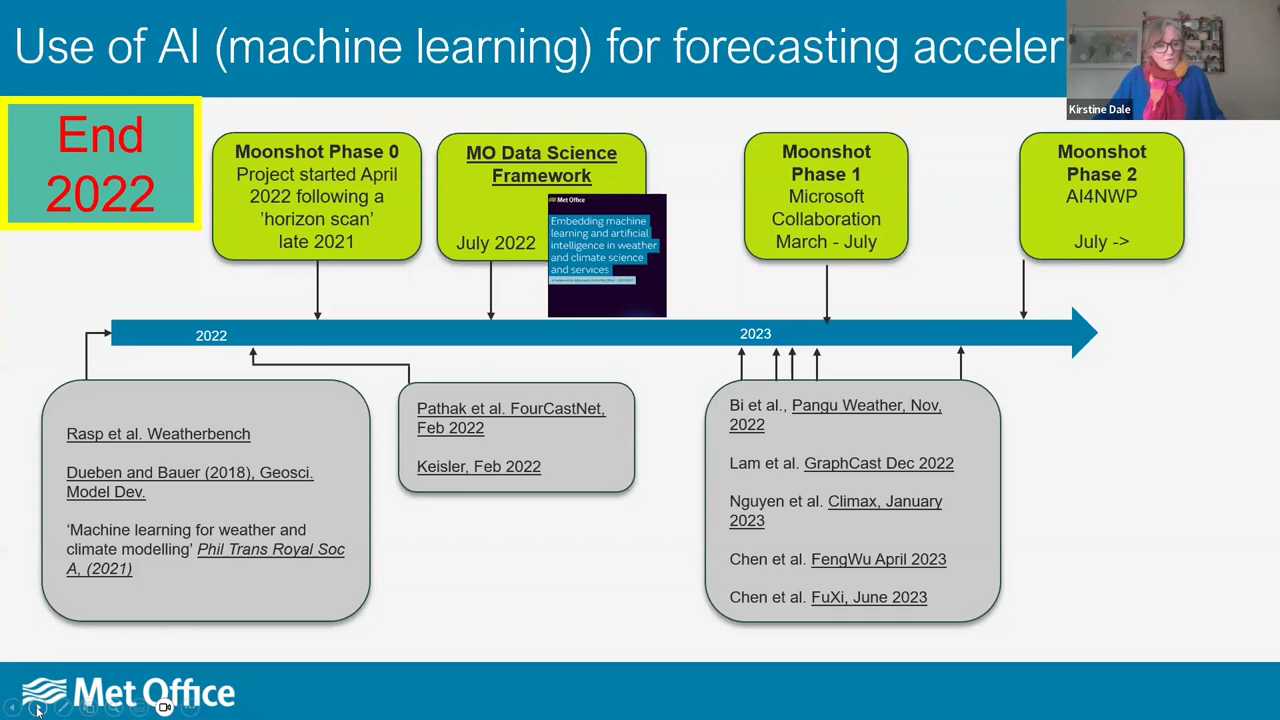 Use of AI (machine learning) for forecasting acceler
Kirstine Dale
End
2022
Moonshot Phase 0
Project started April
2022 following a
'horizon scan'
late 2021
MO Data Science
Framework
July 2022
Met Office
Embedding machine
learning and artificial
intelligence in weather
and climate science
and services
Moonshot
Phase 1
Microsoft
Collaboration
March - July
Moonshot
Phase 2
AI4NWP
July ->
2022
2023
Rasp et al. Weatherbench
Dueben and Bauer (2018), Geosci.
Model Dev.
‘Machine learning for weather and
climate modelling’ Phil Trans Royal Soc
A, (2021)
Pathak et al. FourCastNet,
Feb 2022
Keisler, Feb 2022
Bi et al., Pangu Weather, Nov,
2022
Lam et al. GraphCast Dec 2022
Nguyen et al. Climax, January
2023
Chen et al. FengWu April 2023
Chen et al. FuXi, June 2023
Met Office